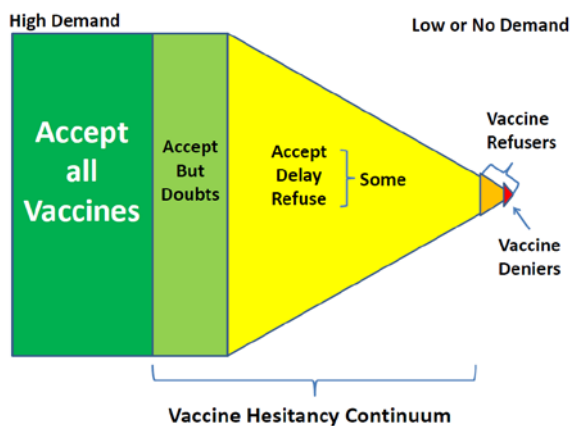 High Demand
Low or No Demand
Accept
all
Vaccines
Accept
But
Doubts
Accept
Delay
Refuse
Some
Vaccine
Refusers
Vaccine
Deniers
Vaccine Hesitancy Continuum